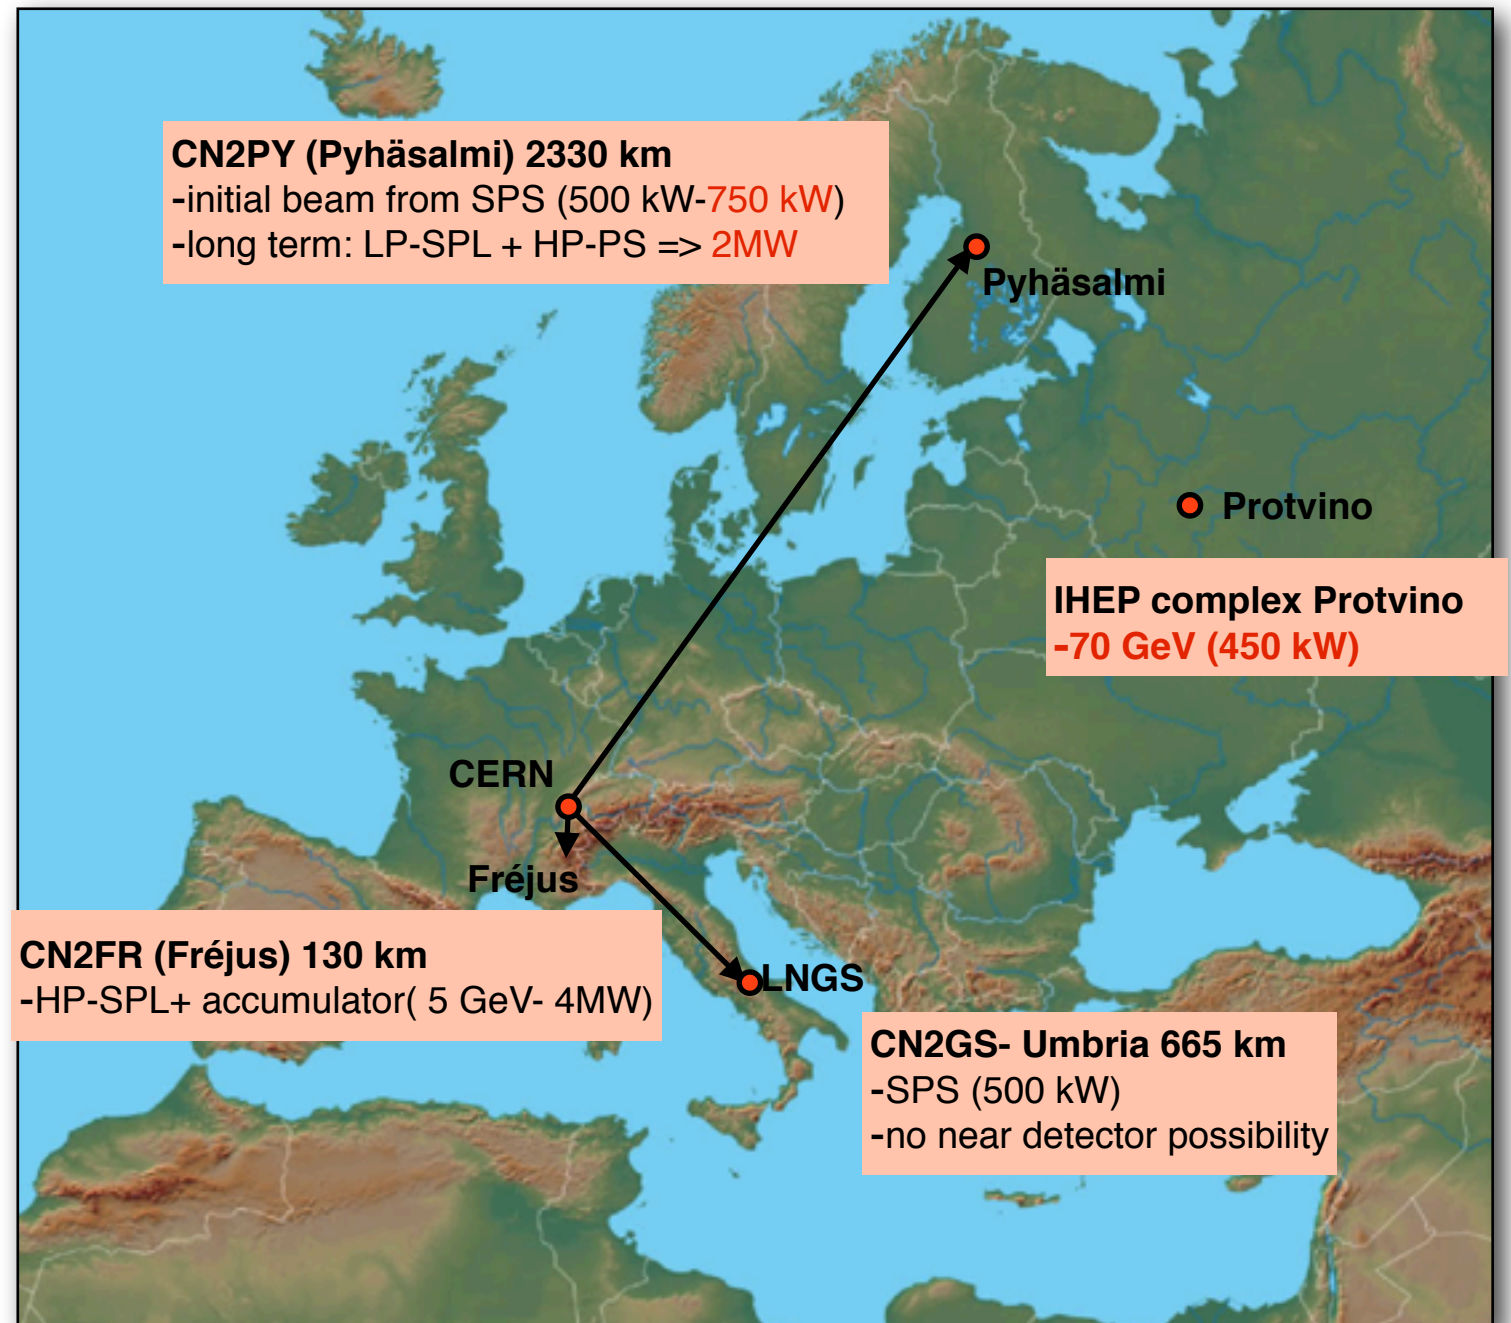 CN2PY (Pyhäsalmi) 2330 km
-initial beam from SPS (500 kW-750 kW)
-long term: LP-SPL + HP-PS => 2MW
Pyhäsalmi
Protvino
IHEP complex Protvino
-70 GeV (450 kW)
CERN
Fréjus
CN2FR (Fréjus) 130 km
-HP-SPL+ accumulator( 5 GeV- 4MW)
LNGS
CN2GS- Umbria 665 km
-SPS (500 kW)
-no near detector possibility